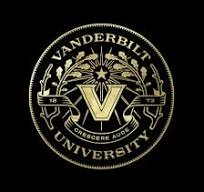 VANDERBILT
18 73
V
CRESCERE AUDE
UNIVERSITY